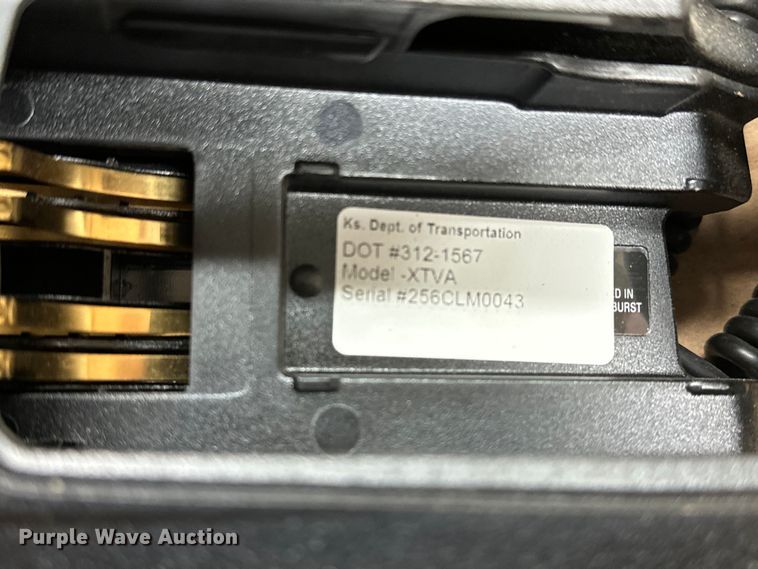 Ks. Dept. of Transportation
DOT #312-1567
Model -XTVA
Serial #256CLM0043
D IN
BURST
Purple Wave Auction